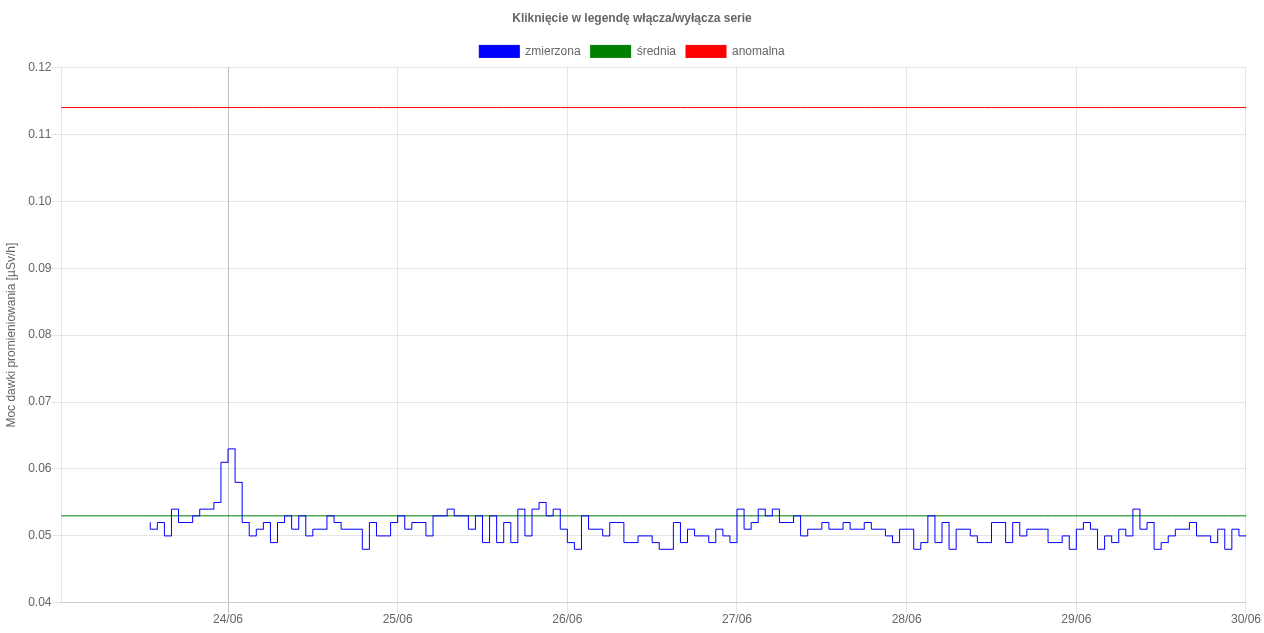 Kliknięcie w legendę włącza/wyłącza serie
zmierzona średnia anomalna
Moc dawki promieniowania [µSv/h]
0.12
0.11
0.10
0.09
0.08
0.07
0.06
0.05
0.04
24/06 25/06 26/06 27/06 28/06 29/06 30/06